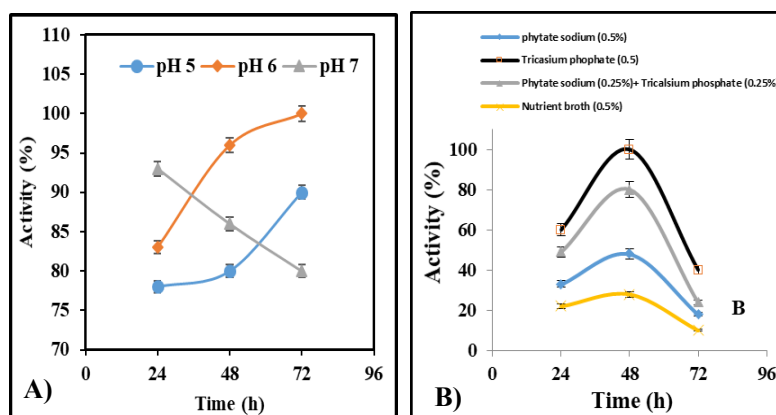 pH 5 pH 6 pH 7
Activity (%)
110
105
100
95
90
85
80
75
70
0 24 48 72 96
Time (h)
A)
phytate sodium (0.5%)
Tricasium phophate (0.5)
Phytate sodium (0.25%)+ Tricalsium phosphate (0.25%
Nutrient broth (0.5%)
Activity (%)
100
80
60
40
20
0
0 24 48 72 96
Time (h)
B
B)